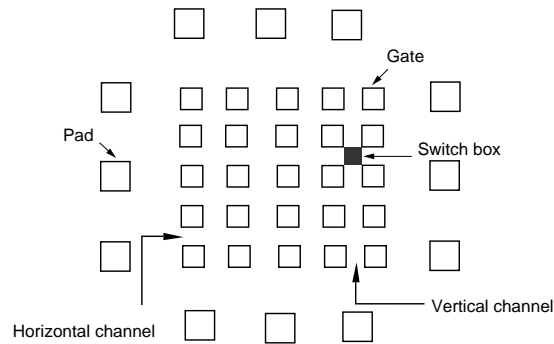 Gate
Pad
Switch box
Vertical channel
Horizontal channel